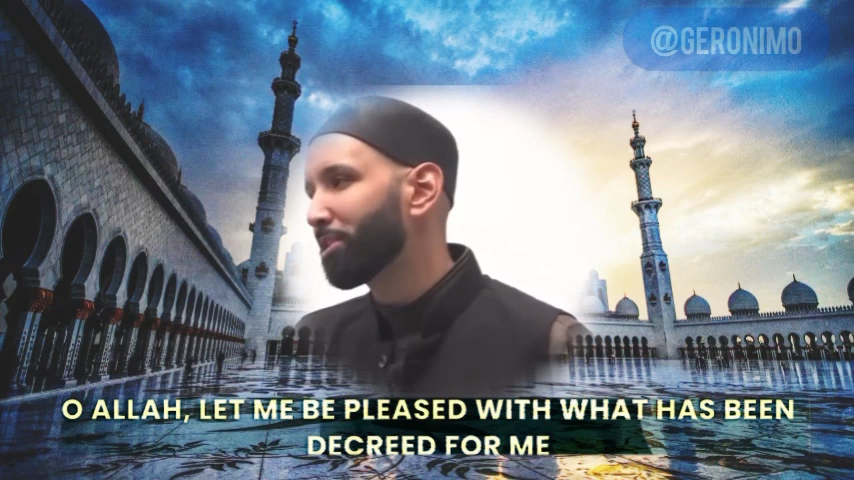 @GERONIMO
O ALLAH, LET ME BE PLEASED WITH WHAT HAS BEEN
DECREED FOR ME